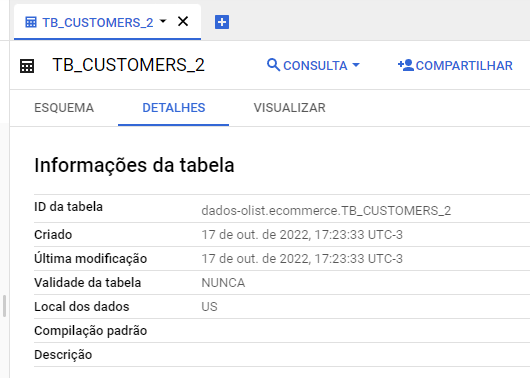 TB_CUSTOMERS_2
TB_CUSTOMERS_2 CONSULTA COMPARTILHAR
ESQUEMA DETALHES VISUALIZAR
Informações da tabela
ID da tabela dados-olist.ecommerce.TB_CUSTOMERS_2
Criado 17 de out. de 2022, 17:23:33 UTC-3
Última modificação 17 de out. de 2022, 17:23:33 UTC-3
Validade da tabela NUNCA
Local dos dados US
Compilação padrão
Descrição